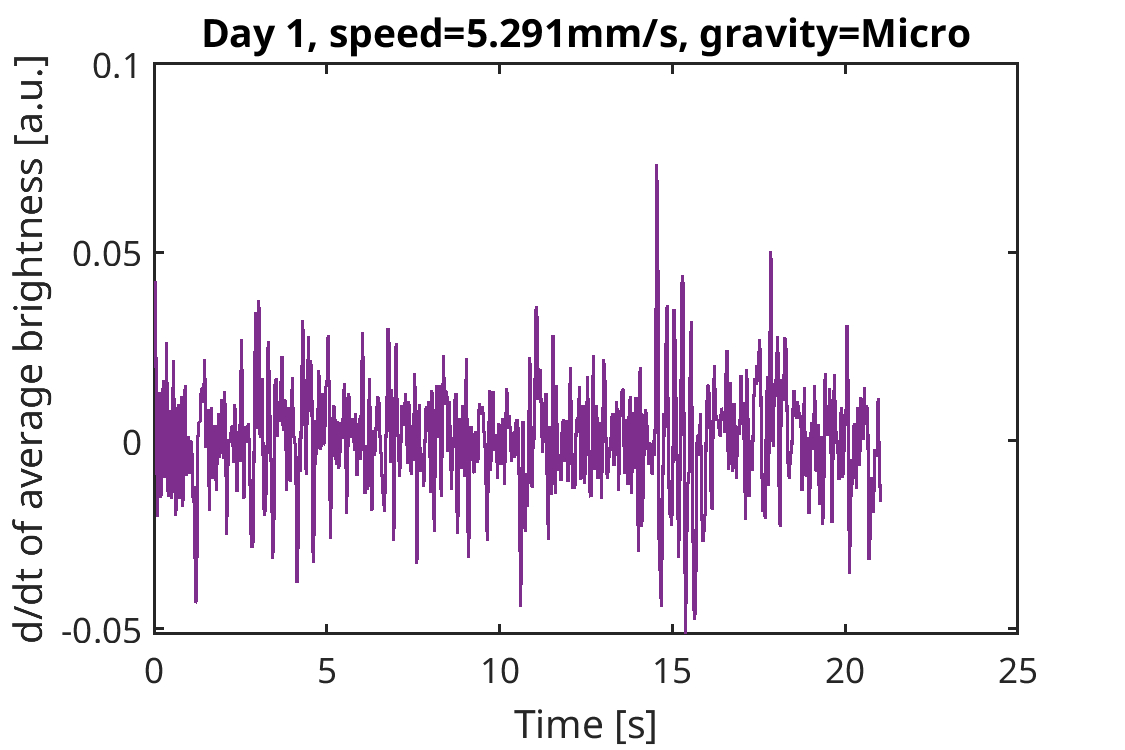 Day 1, speed=5.291mm/s, gravity=Micro
d/dt of average brightness [a.u.]
0.1
0.05
0
-0.05
0 5 10 15 20 25
Time [s]